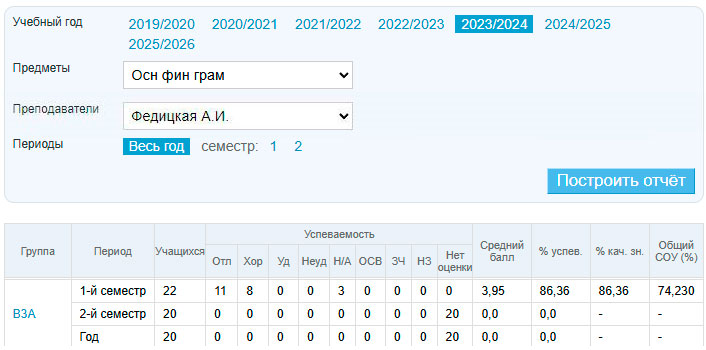 Учебный год 2019/2020 2020/2021 2021/2022 2022/2023 2023/2024 2024/2025
2025/2026
Предметы Осн фин грам
Преподаватели Федицкая А.И.
Периоды Весь год семестр: 1 2
Построить отчёт
Группа Период Учащихся Успеваемость Средний балл % успев. % кач. зн. Общий СОУ (%)
Отл Хор Уд Неуд Н/А ОСВ ЗЧ НЗ Нет оценки
В3А
1-й семестр 22 11 8 0 0 3 0 0 0 0 3,95 86,36 86,36 74,230
2-й семестр 20 0 0 0 0 0 0 0 0 20 0,0 0,0 - -
Год 20 0 0 0 0 0 0 0 0 20 0,0 0,0 - -